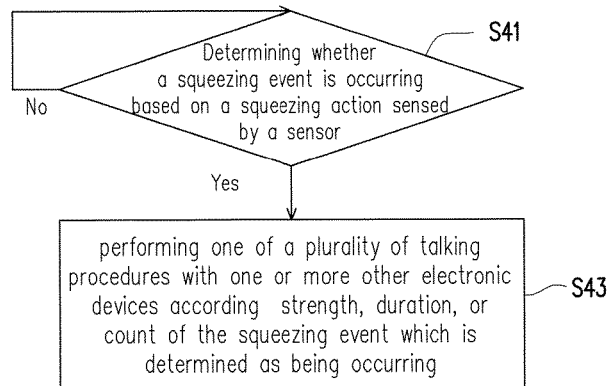 S41
Determining whether
a squeezing event is occurring
based on a squeezing action sensed
by a sensor
No
Yes
performing one of a plurality of talking
procedures with one or more other electronic
devices according strength, duration, or
count of the squeezing event which is
determined as being occurring
S43